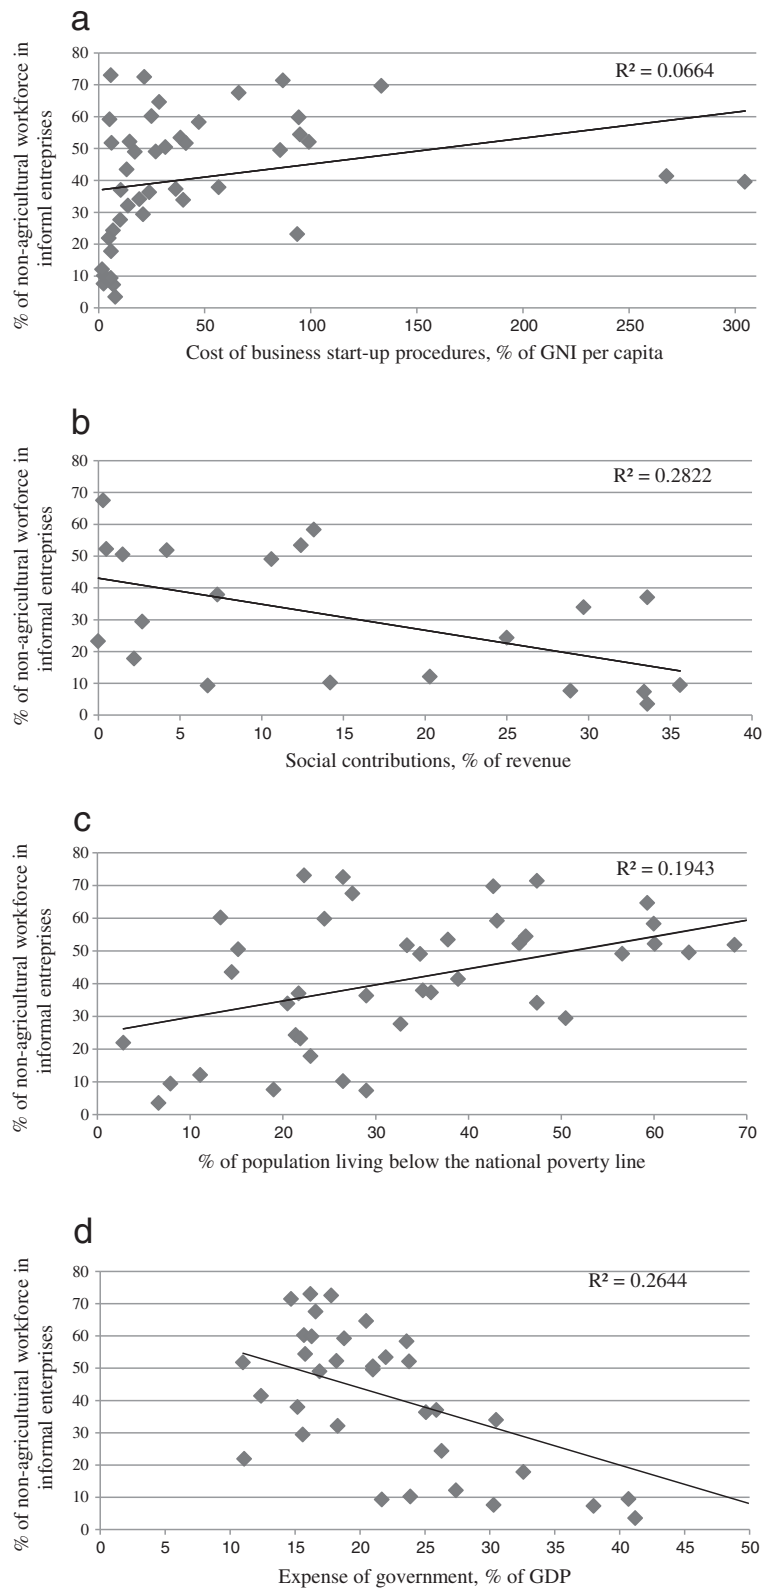 a
% of non-agricultural workforce in
informl entreprises
80
70
60
50
40
30
20
10
0
R² = 0.0664
0 50 100 150 200 250 300
Cost of business start-up procedures, % of GNI per capita
b
% of non-agricultural worforce in
informal entreprises
80
70
60
50
40
30
20
10
0
R² = 0.2822
0 5 10 15 20 25 30 35 40
Social contributions, % of revenue
c
% of non-agricultural workforce in
informal entreprises
80
70
60
50
40
30
20
10
0
R² = 0.1943
0 10 20 30 40 50 60 70
% of population living below the national poverty line
d
% of non-agricultuiral workforce in
informal enterprises
80
70
60
50
40
30
20
10
0
R² = 0.2644
0 5 10 15 20 25 30 35 40 45 50
Expense of government, % of GDP